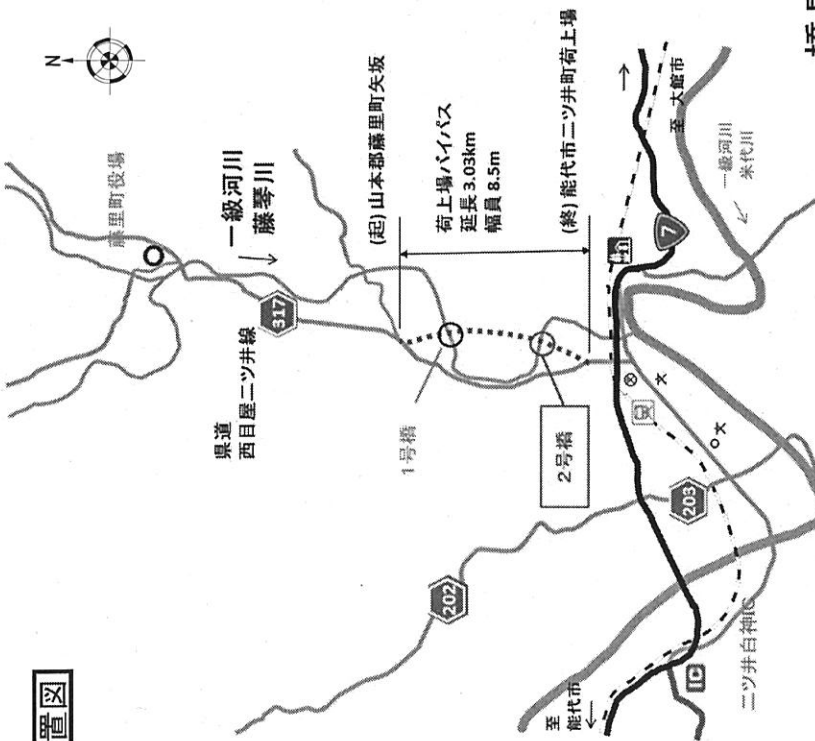 置図
N
藤里町役場
一級河川
藤琴川
317
県道
西目屋二ツ井線
(起) 山本郡藤里町矢坂
荷上場バイパス
延長 3.03km
幅員 8.5m
(終) 能代市二ツ井町荷上場
1号橋
2号橋
7
至 大館市
→
一級河川
米代川
文
文
203
202
至
能代市
←
IC
二ツ井白神IC